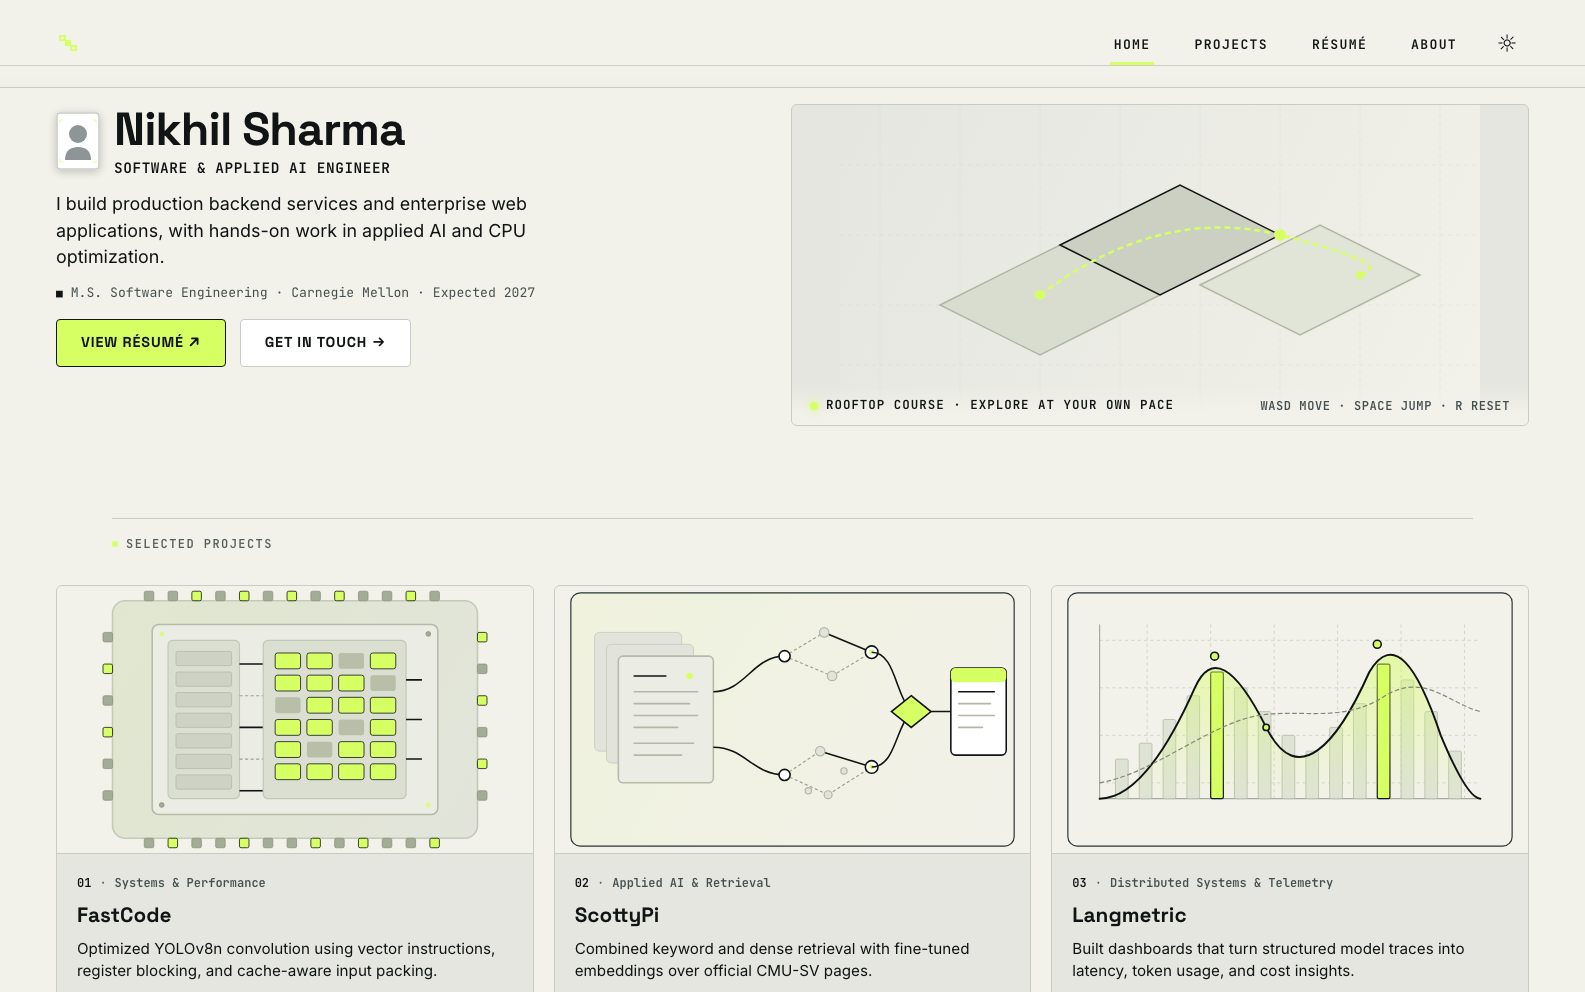 HOME PROJECTS RÉSUMÉ ABOUT
Nikhil Sharma
SOFTWARE & APPLIED AI ENGINEER
I build production backend services and enterprise web
applications, with hands-on work in applied AI and CPU
optimization.
M.S. Software Engineering · Carnegie Mellon · Expected 2027
VIEW RÉSUMÉ ↗ GET IN TOUCH →
ROOFTOP COURSE · EXPLORE AT YOUR OWN PACE
WASD MOVE · SPACE JUMP · R RESET
SELECTED PROJECTS
01 · Systems & Performance
FastCode
Optimized YOLOv8n convolution using vector instructions,
register blocking, and cache-aware input packing.
02 · Applied AI & Retrieval
ScottyPi
Combined keyword and dense retrieval with fine-tuned
embeddings over official CMU-SV pages.
03 · Distributed Systems & Telemetry
Langmetric
Built dashboards that turn structured model traces into
latency, token usage, and cost insights.